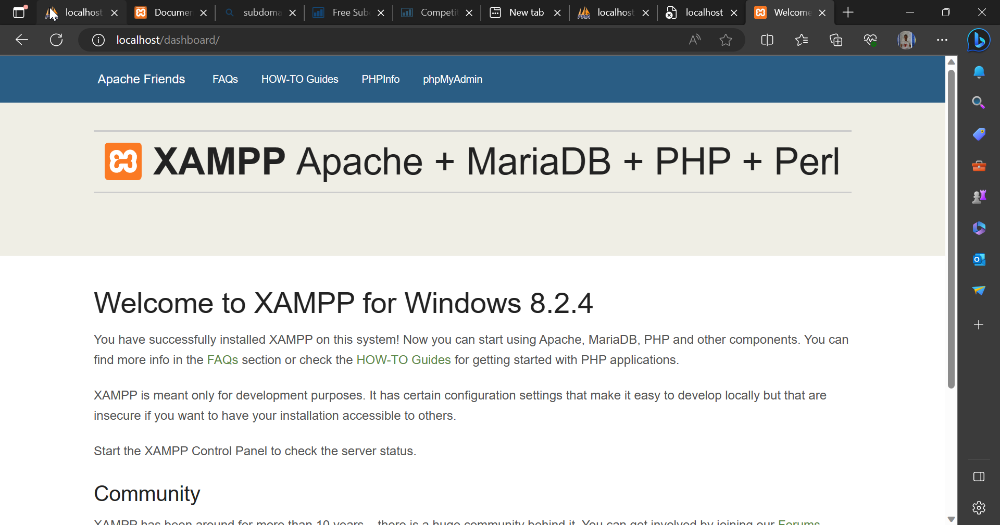 localhost
Documen
subdoma
Free Sub
Competit
New tab
localhost
localhost
Welcome
localhost/dashboard/
Apache Friends
FAQs
HOW-TO Guides
PHPInfo
phpMyAdmin
XAMPP Apache + MariaDB + PHP + Perl
Welcome to XAMPP for Windows 8.2.4
You have successfully installed XAMPP on this system! Now you can start using Apache, MariaDB, PHP and other components. You can
find more info in the FAQs section or check the HOW-TO Guides for getting started with PHP applications.
XAMPP is meant only for development purposes. It has certain configuration settings that make it easy to develop locally but that are
insecure if you want to have your installation accessible to others.
Start the XAMPP Control Panel to check the server status.
Community
XAMPP has been around for more than 10 years – there is a huge community behind it. You can get involved by joining our Forums,